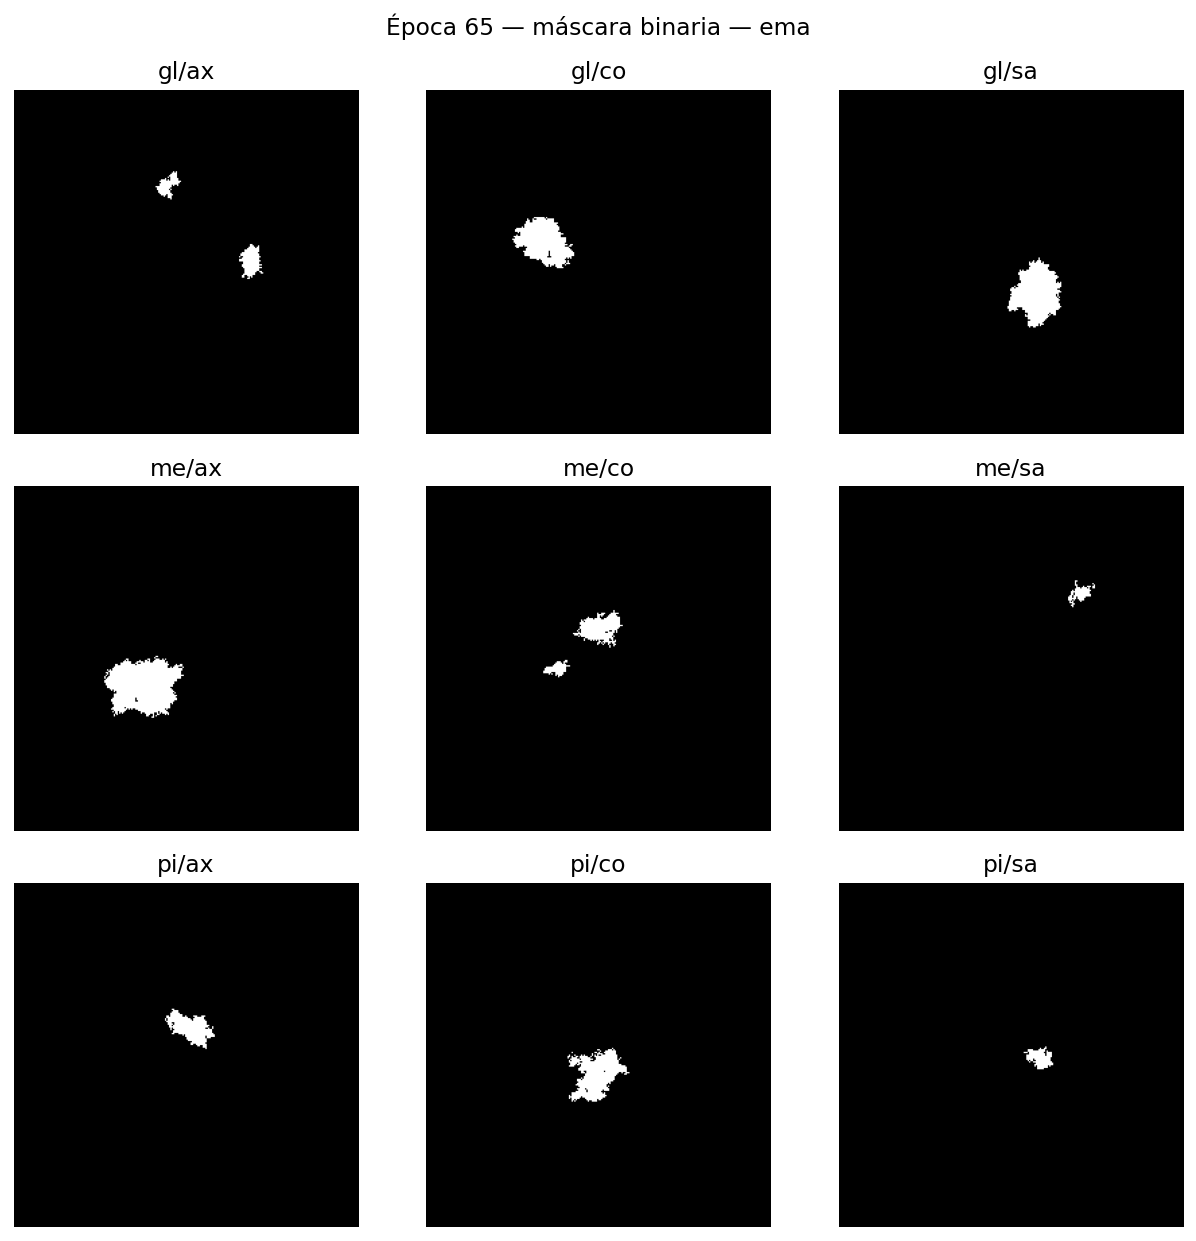 Época 65 — máscara binaria — ema
gl/ax
gl/co
gl/sa
me/ax
me/co
me/sa
pi/ax
pi/co
pi/sa